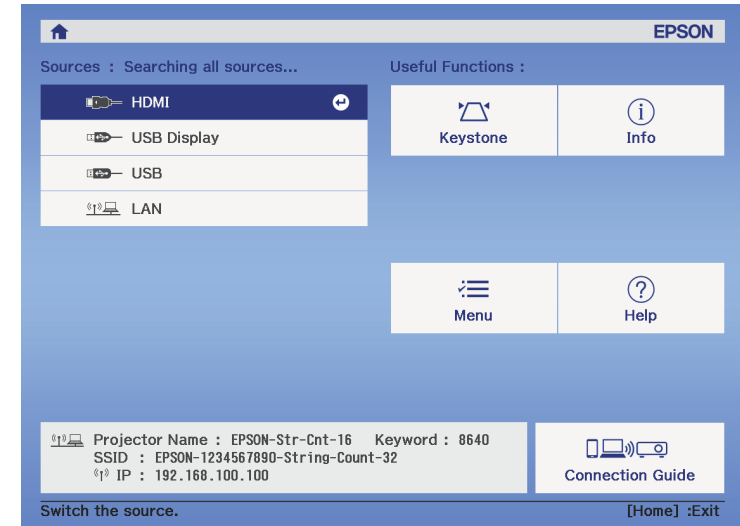 EPSON
Sources : Searching all sources...
Useful Functions :
HDMI
USB Display
USB
LAN
Keystone
Info
Menu
Help
Projector Name : EPSON-Str-Cnt-16 Keyword : 8640
SSID : EPSON-1234567890-String-Count-32
IP : 192.168.100.100
Connection Guide
Switch the source.
[Home] :Exit